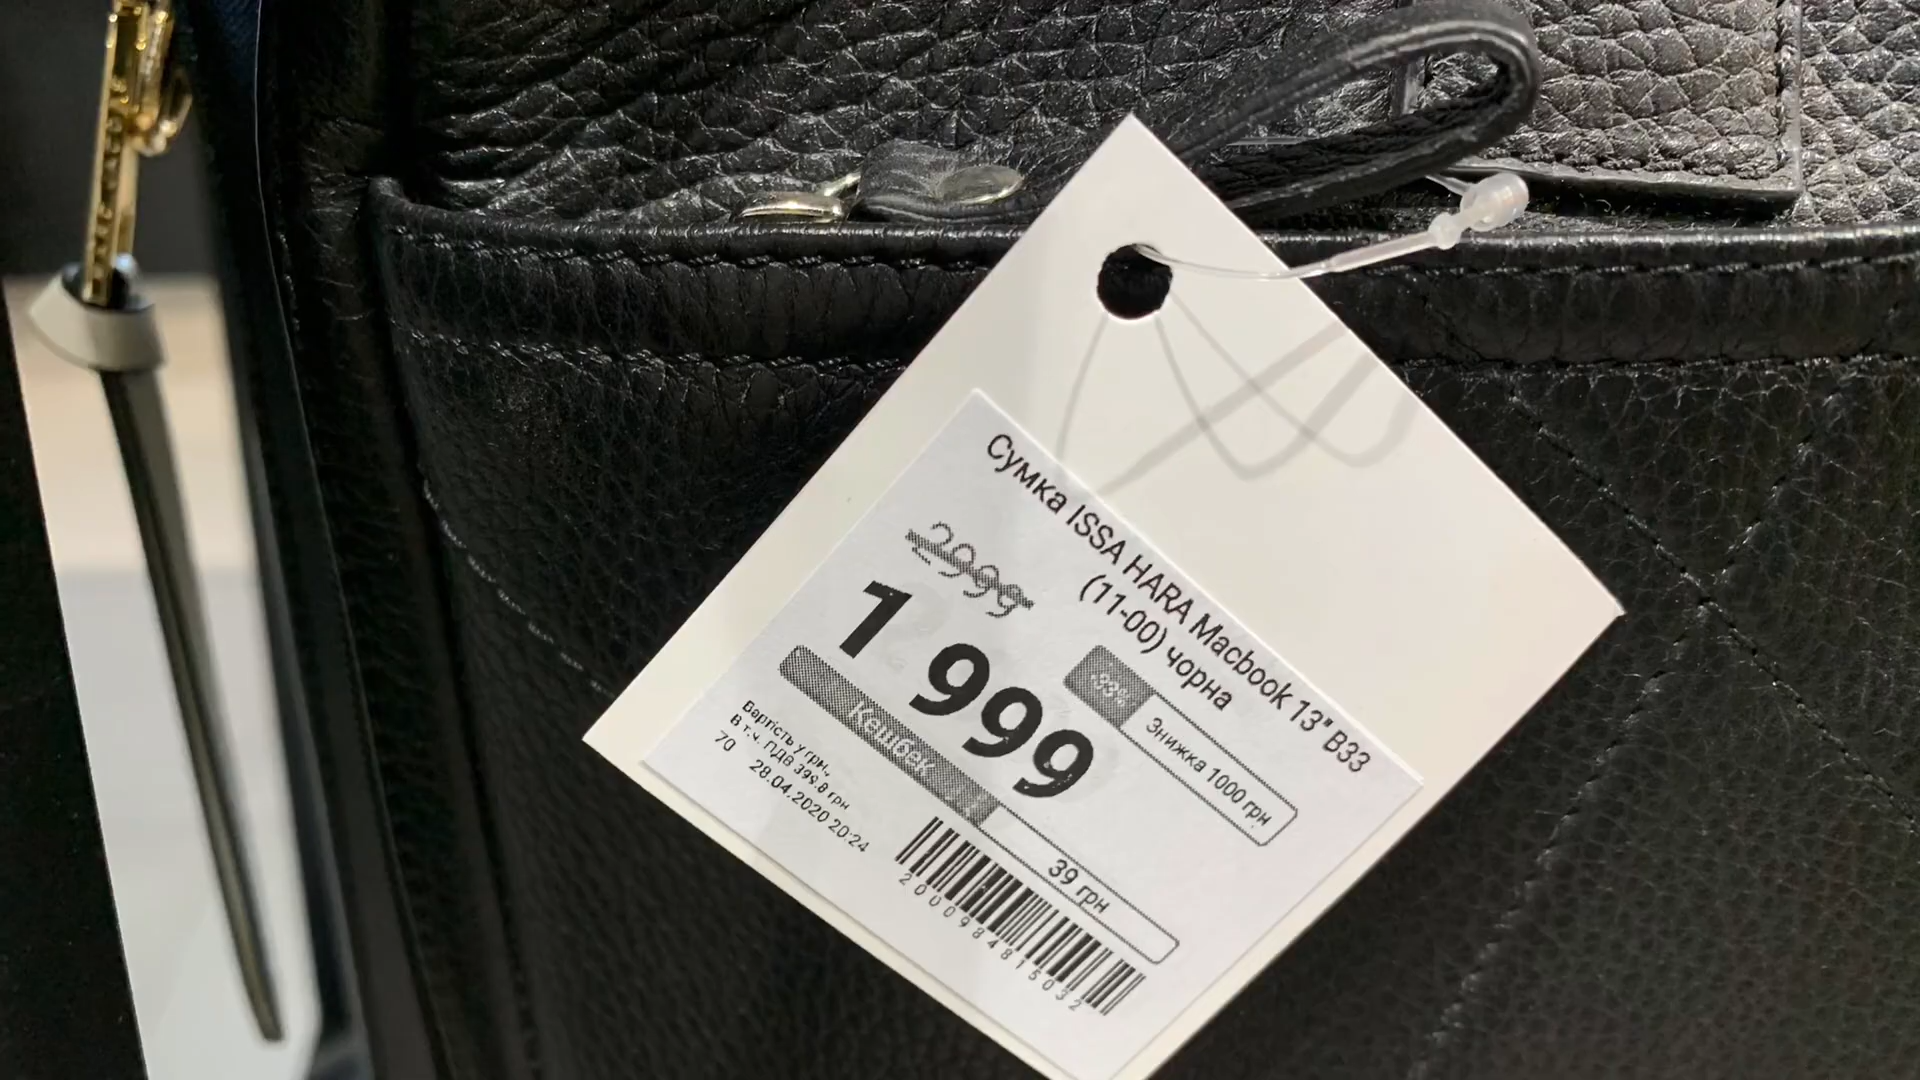 Сумка ISSA HARA Macbook 13" B33
(11-00) чорна
2999
1 999
-33% Знижка 1000 грн
Кешбек 39 грн
Вартість у грн,
В т.ч. ПДВ 399.8 грн
70 28.04.2020 20:24
2000984815032